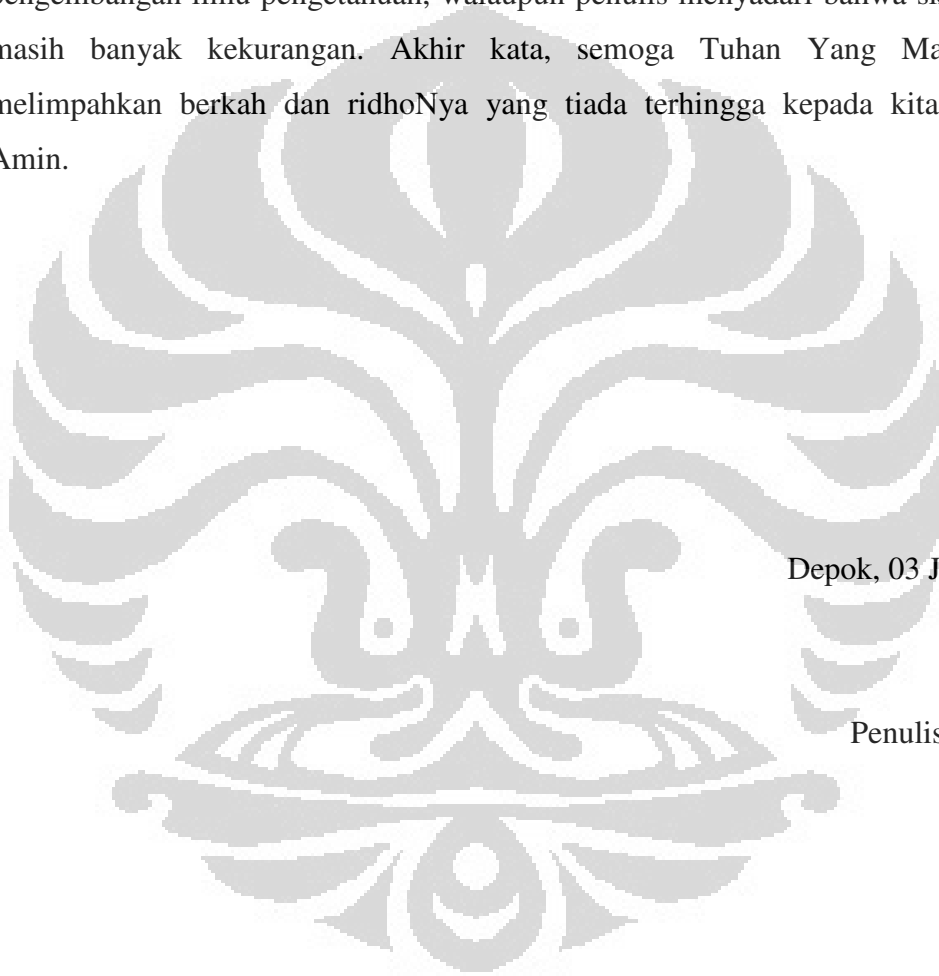 pengembangan ilmu pengetahuan, walaupun penulis menyadari bahwa
masih banyak kekurangan. Akhir kata, semoga Tuhan Yang
melimpahkan berkah dan ridhoNya yang tiada terhingga kepada kita
Amin.
Depok, 03
Penulis